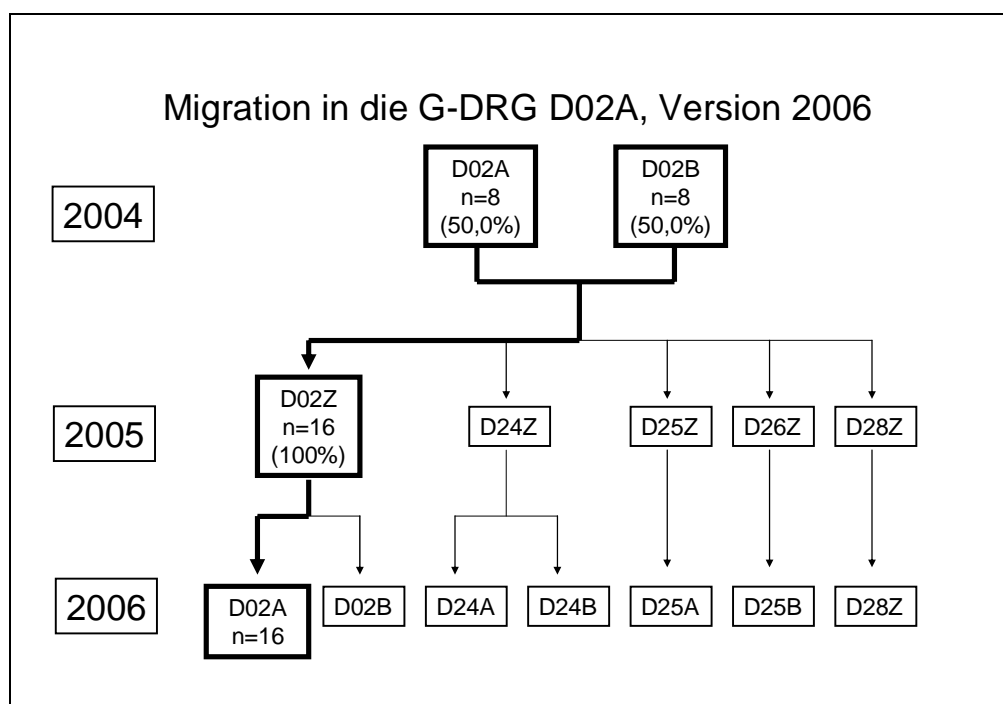 Migration in die G-DRG D02A, Version 2006
2004
D02A
n=8
(50,0%)
D02B
n=8
(50,0%)
2005
D02Z
n=16
(100%)
D24Z
D25Z
D26Z
D28Z
2006
D02A
n=16
D02B
D24A
D24B
D25A
D25B
D28Z